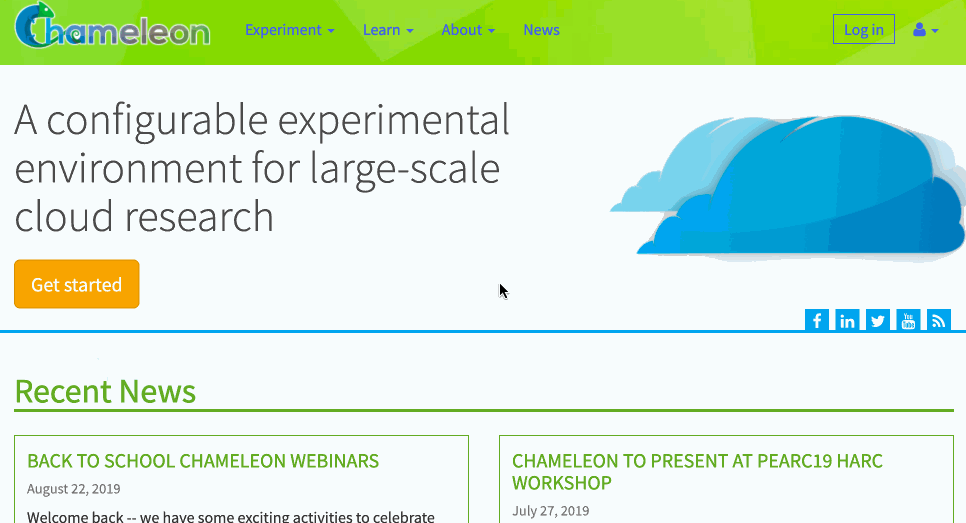 Chameleon
Experiment Learn About News Log in
A configurable experimental
environment for large-scale
cloud research
Get started
You
Tube
Recent News
BACK TO SCHOOL CHAMELEON WEBINARS
August 22, 2019
Welcome back -- we have some exciting activities to celebrate
CHAMELEON TO PRESENT AT PEARC19 HARC
WORKSHOP
July 27, 2019